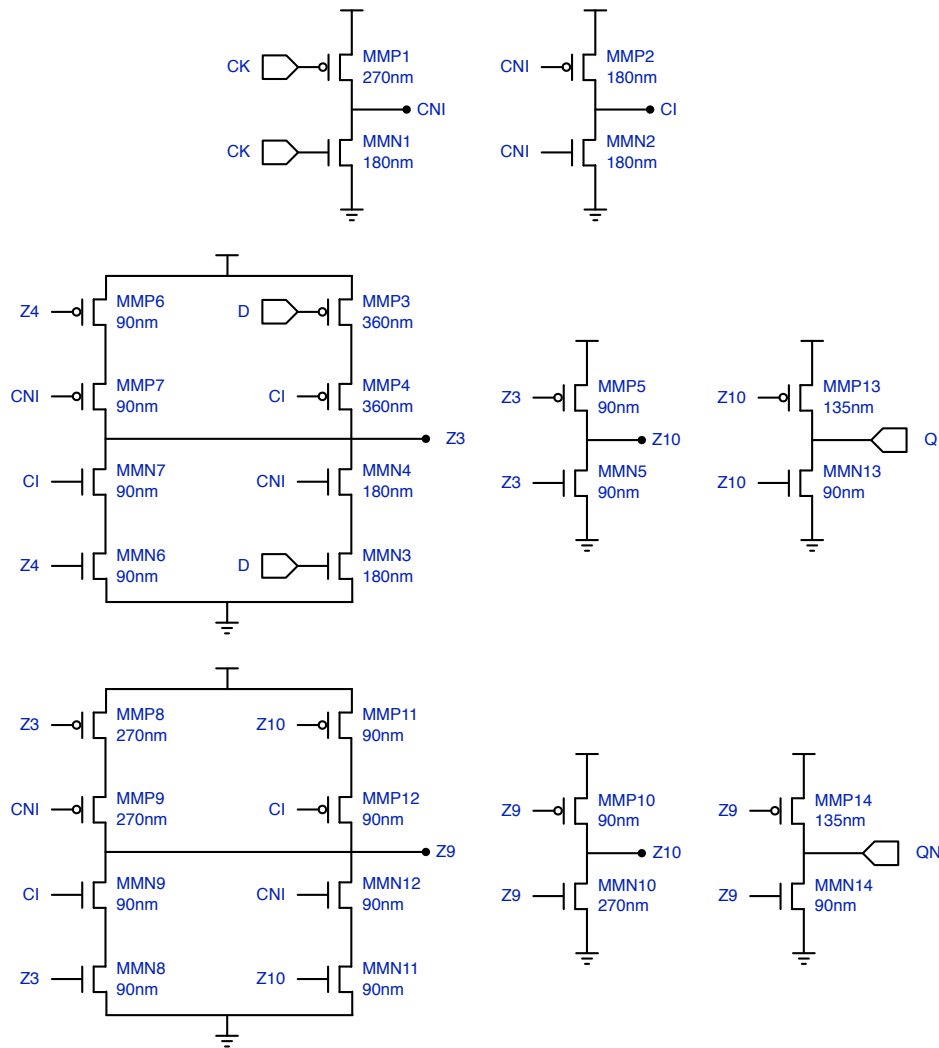 CK
MMP1
270nm
CNI
CK
MMN1
180nm
CNI
MMP2
180nm
CI
CNI
MMN2
180nm
Z4
MMP6
90nm
D
MMP3
360nm
CNI
MMP7
90nm
CI
MMP4
360nm
Z3
CI
MMN7
90nm
CNI
MMN4
180nm
Z4
MMN6
90nm
D
MMN3
180nm
Z3
MMP5
90nm
Z10
Z3
MMN5
90nm
Z10
MMP13
135nm
Q
Z10
MMN13
90nm
Z3
MMP8
270nm
Z10
MMP11
90nm
CNI
MMP9
270nm
CI
MMP12
90nm
Z9
CI
MMN9
90nm
CNI
MMN12
90nm
Z3
MMN8
90nm
Z10
MMN11
90nm
Z9
MMP10
90nm
Z10
Z9
MMN10
270nm
Z9
MMP14
135nm
QN
Z9
MMN14
90nm